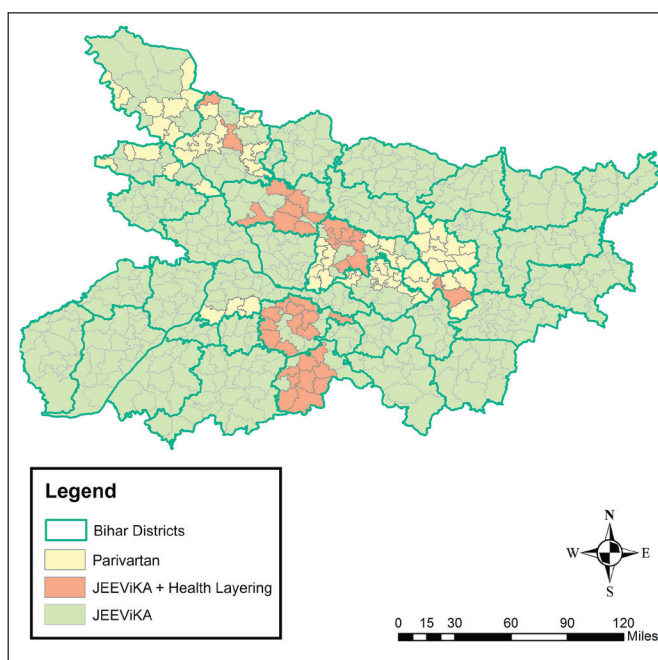 Legend
Bihar Districts
Parivartan
JEEViKA + Health Layering
JEEViKA
N
W E
S
0 15 30 60 90 120
Miles